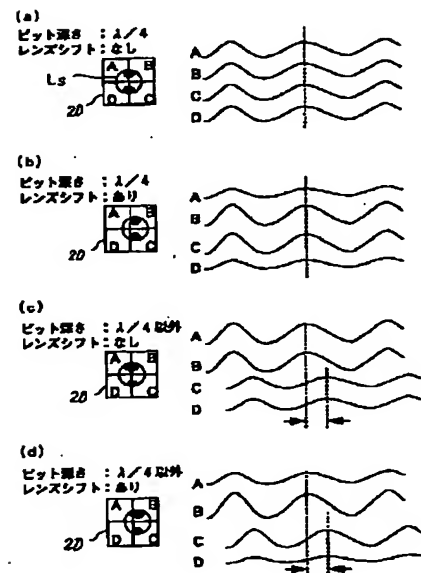 (a)
ピット深さ : λ/4
レンズシフト : なし
A B
D C
Ls
20
A
B
C
D
(b)
ピット深さ : λ/4
レンズシフト : あり
A B
D C
20
A
B
C
D
(c)
ピット深さ : λ/4以外
レンズシフト : なし
A B
D C
20
A
B
C
D
(d)
ピット深さ : λ/4以外
レンズシフト : あり
A B
D C
20
A
B
C
D